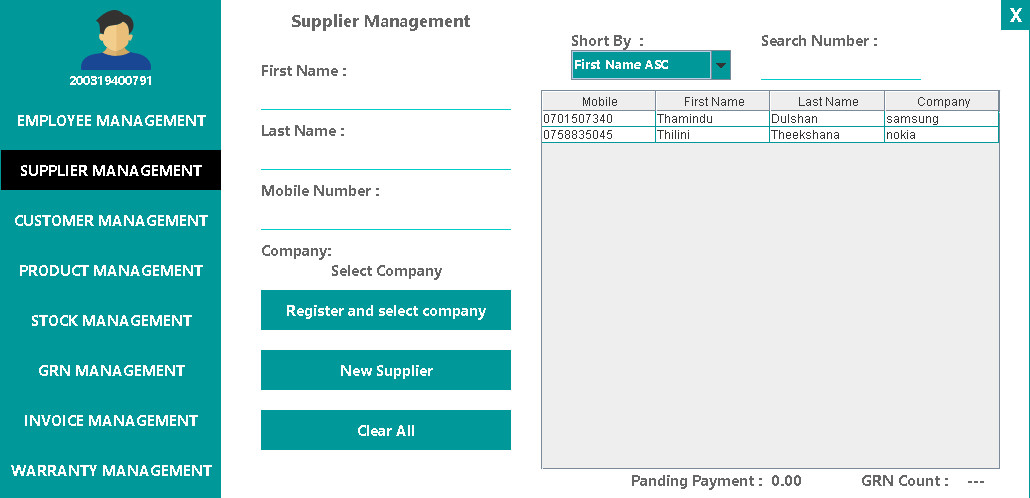 200319400791
EMPLOYEE MANAGEMENT
SUPPLIER MANAGEMENT
CUSTOMER MANAGEMENT
PRODUCT MANAGEMENT
STOCK MANAGEMENT
GRN MANAGEMENT
INVOICE MANAGEMENT
WARRANTY MANAGEMENT
Supplier Management
First Name :
Last Name :
Mobile Number :
Company:
Select Company
Register and select company
New Supplier
Clear All
X
Short By :
Search Number :
First Name ASC
Mobile First Name Last Name Company
0701507340 Thamindu Dulshan samsung
0758835045 Thilini Theekshana nokia
Panding Payment : 0.00 GRN Count : ---